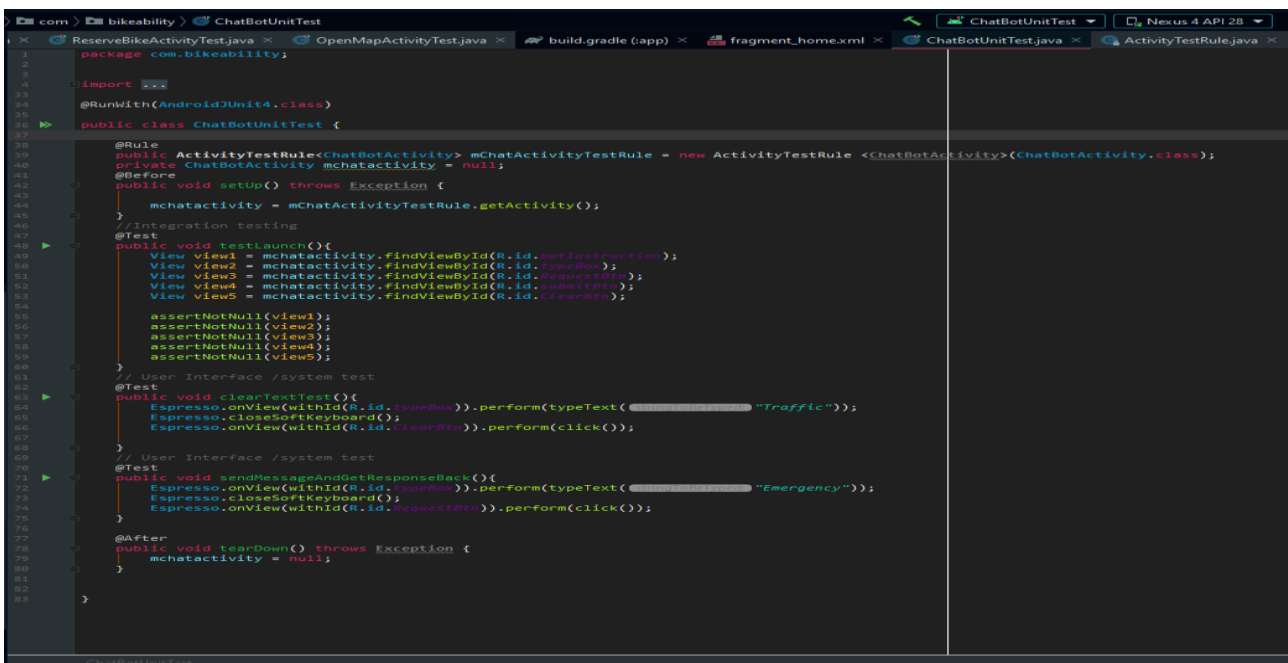 com > bikeability > ChatBotUnitTest ChatBotUnitTest Nexus 4 API 28
ReserveBikeActivityTest.java × OpenMapActivityTest.java × build.gradle (:app) × fragment_home.xml × ChatBotUnitTest.java × ActivityTestRule.java ×
1 package com.bikeability;
2
3
4 import ...
33
34 @RunWith(AndroidJUnit4.class)
35
36 public class ChatBotUnitTest {
37
38 @Rule
39 public ActivityTestRule<ChatBotActivity> mChatActivityTestRule = new ActivityTestRule <ChatBotActivity>(ChatBotActivity.class);
40 private ChatBotActivity mchatactivity = null;
41 @Before
42 public void setUp() throws Exception {
43
44 mchatactivity = mChatActivityTestRule.getActivity();
45 }
46 //Integration testing
47 @Test
48 public void testLaunch(){
49 View view1 = mchatactivity.findViewById(R.id.botInstruction);
50 View view2 = mchatactivity.findViewById(R.id.typeBox);
51 View view3 = mchatactivity.findViewById(R.id.RequestBtn);
52 View view4 = mchatactivity.findViewById(R.id.submitBtn);
53 View view5 = mchatactivity.findViewById(R.id.ClearBtn);
54
55 assertNotNull(view1);
56 assertNotNull(view2);
57 assertNotNull(view3);
58 assertNotNull(view4);
59 assertNotNull(view5);
60 }
61 // User Interface /system test
62 @Test
63 public void clearTextTest(){
64 Espresso.onView(withId(R.id.typeBox)).perform(typeText( stringToBeTyped: "Traffic"));
65 Espresso.closeSoftKeyboard();
66 Espresso.onView(withId(R.id.ClearBtn)).perform(click());
67
68 }
69 // User Interface /system test
70 @Test
71 public void sendMessageAndGetResponseBack(){
72 Espresso.onView(withId(R.id.typeBox)).perform(typeText( stringToBeTyped: "Emergency"));
73 Espresso.closeSoftKeyboard();
74 Espresso.onView(withId(R.id.RequestBtn)).perform(click());
75 }
76
77 @After
78 public void tearDown() throws Exception {
79 mchatactivity = null;
80 }
81
82
83 }
ChatBotUnitTest